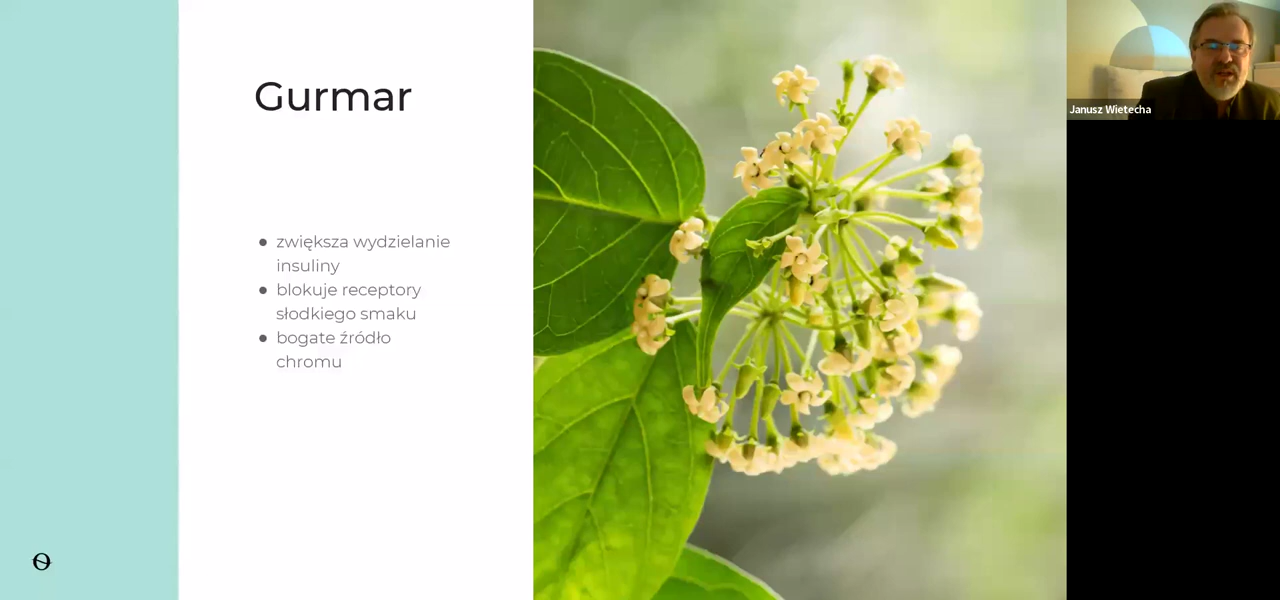 Gurmar
● zwiększa wydzielanie
insuliny
● blokuje receptory
słodkiego smaku
● bogate źródło
chromu
Janusz Wietecha